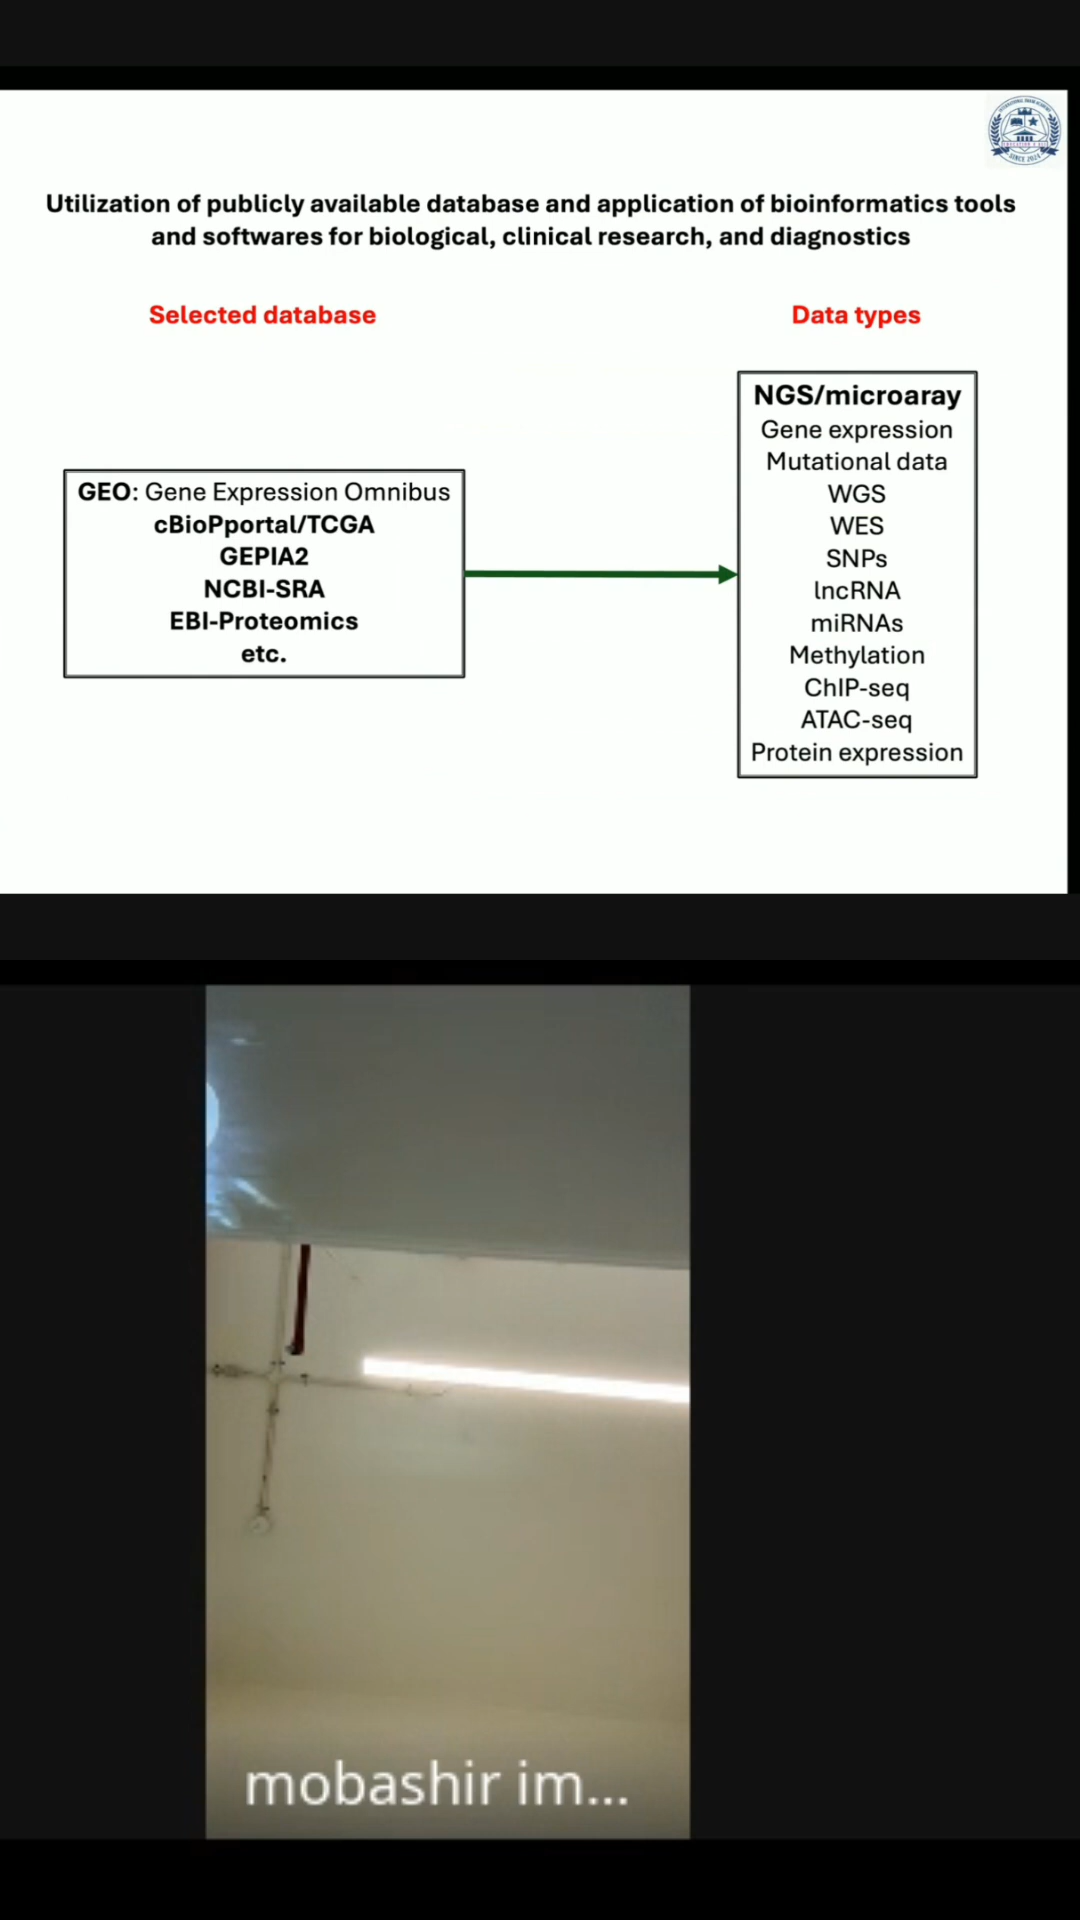 Utilization of publicly available database and application of bioinformatics tools
and softwares for biological, clinical research, and diagnostics
Selected database
Data types
GEO: Gene Expression Omnibus
cBioPportal/TCGA
GEPIA2
NCBI-SRA
EBI-Proteomics
etc.
NGS/microaray
Gene expression
Mutational data
WGS
WES
SNPs
lncRNA
miRNAs
Methylation
ChIP-seq
ATAC-seq
Protein expression
mobashir im...